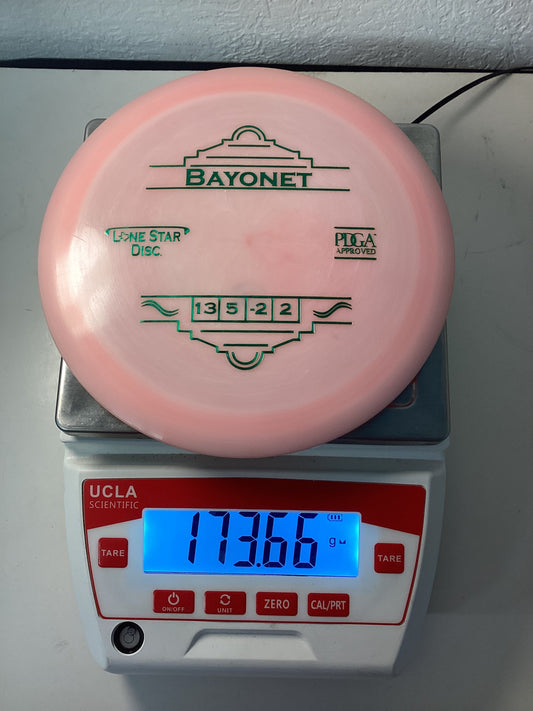 BAYONET
LONE STAR
DISC.
PDGA
APPROVED
13 5 -2 2
UCLA
SCIENTIFIC
173.66 g
TARE
TARE
ON/OFF
UNIT
ZERO
CAL/PRT